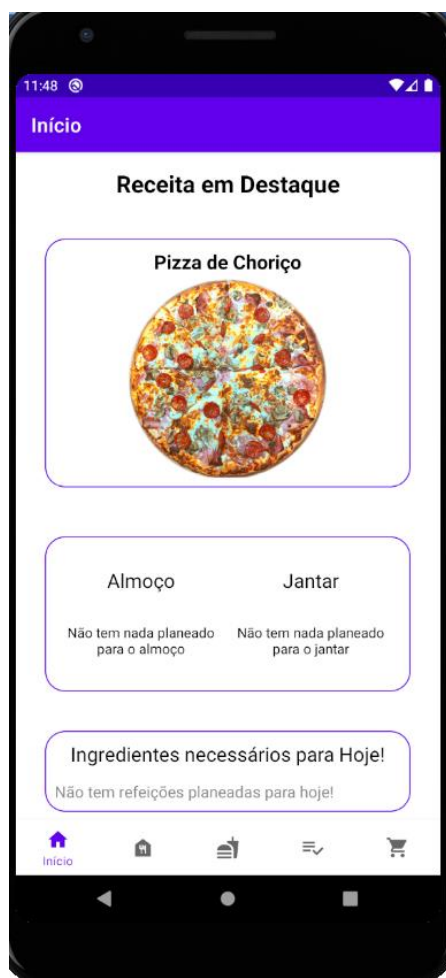 11:48
Início
Receita em Destaque
Pizza de Choriço
Almoço
Jantar
Não tem nada planeado
para o almoço
Não tem nada planeado
para o jantar
Ingredientes necessários para Hoje!
Não tem refeições planeadas para hoje!
Início